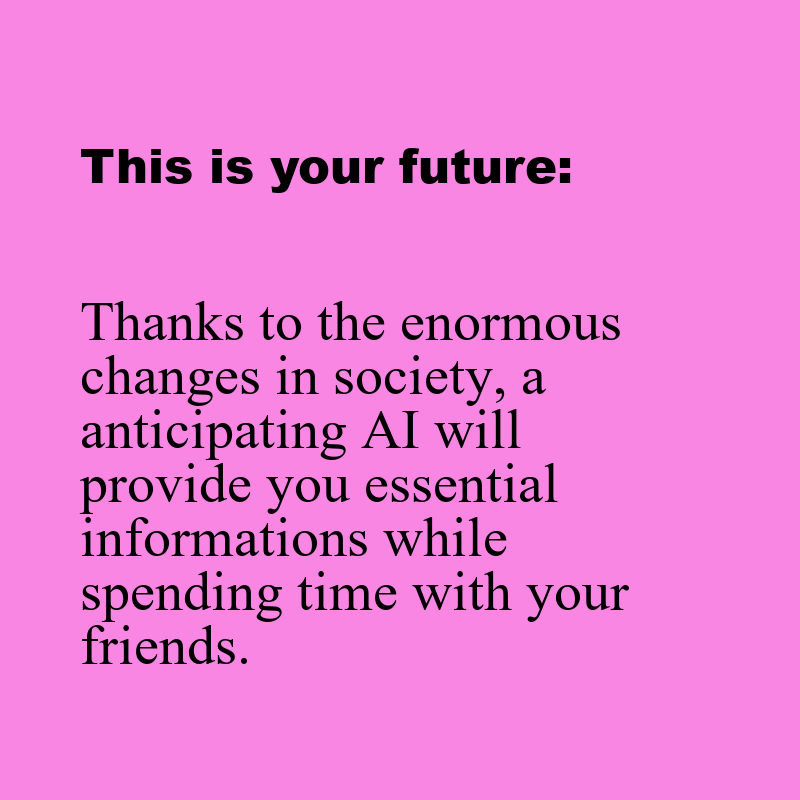 This is your future:
Thanks to the enormous
changes in society, a
anticipating AI will
provide you essential
informations while
spending time with your
friends.